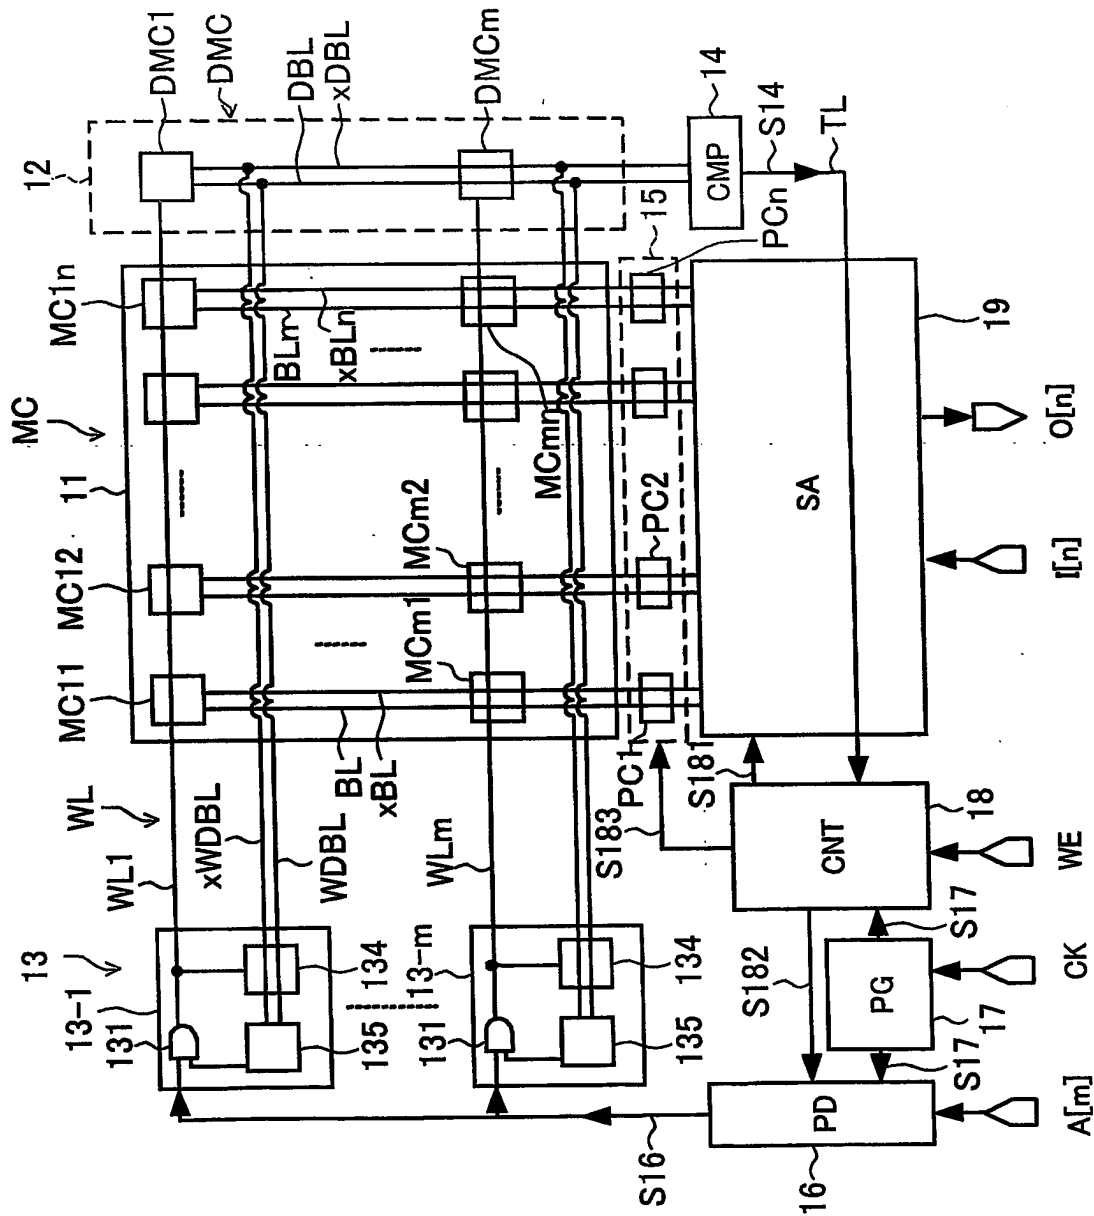 13
13-1
131
WL1
WL
MC11
MC12
11
MC
MC1n
12
DMC1
DMC
xWDBL
WDBL
BL
xBL
BLm
xBLn
DBL
xDBL
134
135
13-m
131
WLm
MCm1
MCm2
MCmn
DMCm
134
135
S16
S183
PC1
PC2
15
PCn
CMP
14
S14
TL
S181
SA
19
PD
16
S182
S17
PG
17
S17
CNT
18
A[m]
CK
WE
I[n]
O[n]